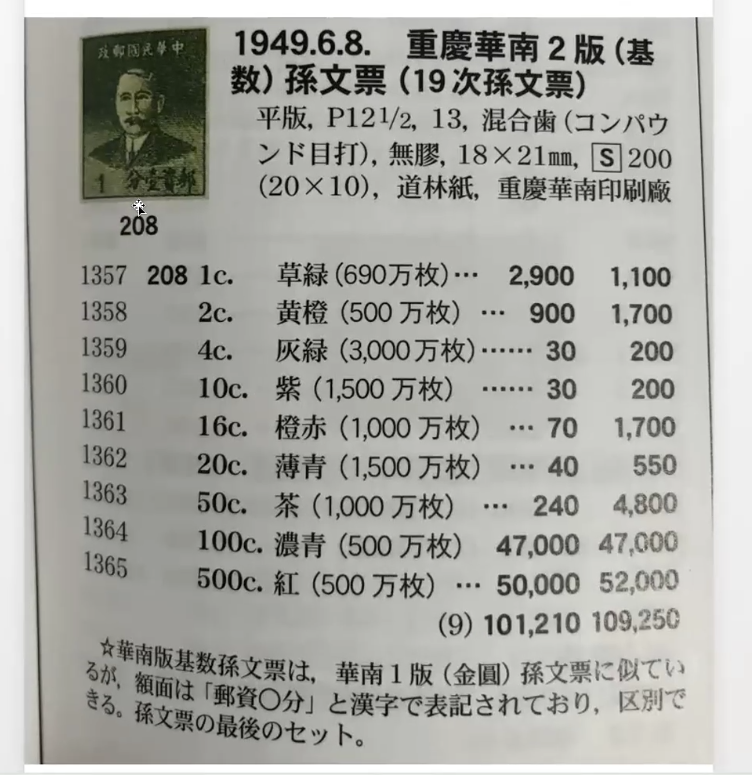 政郵國民華中
1 分壹資郵
208
1949.6.8. 重慶華南2版(基
数)孫文票(19次孫文票)
平版, P12 1/2, 13, 混合歯(コンパウ
ンド目打), 無膠, 18×21㎜, S 200
(20×10), 道林紙, 重慶華南印刷廠
1357 208 1c. 草緑(690万枚)… 2,900 1,100
1358 2c. 黄橙(500万枚) … 900 1,700
1359 4c. 灰緑(3,000万枚)…… 30 200
1360 10c. 紫(1,500万枚) …… 30 200
1361 16c. 橙赤(1,000万枚) … 70 1,700
1362 20c. 薄青(1,500万枚) … 40 550
1363 50c. 茶(1,000万枚) … 240 4,800
1364 100c. 濃青(500万枚) 47,000 47,000
1365 500c. 紅(500万枚) … 50,000 52,000
(9) 101,210 109,250
☆華南版基数孫文票は, 華南1版(金圓)孫文票に似てい
るが, 額面は「郵資〇分」と漢字で表記されており, 区別で
きる。孫文票の最後のセット。